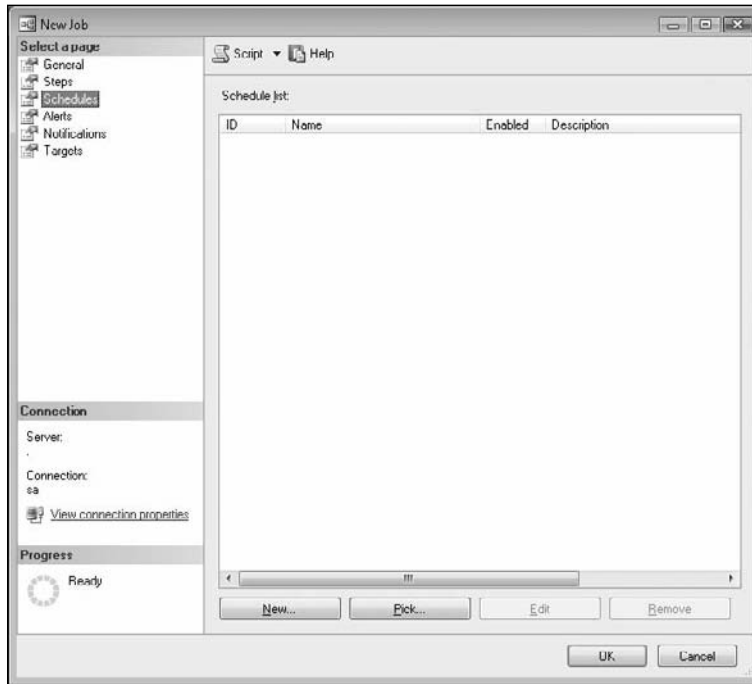 New Job
Select a page
General
Steps
Schedules
Alerts
Notifications
Targets
Script Help
Schedule list:
ID Name Enabled Description
Connection
Server:
.
Connection:
sa
View connection properties
Progress
Ready
New... Pick... Edit Remove
OK Cancel